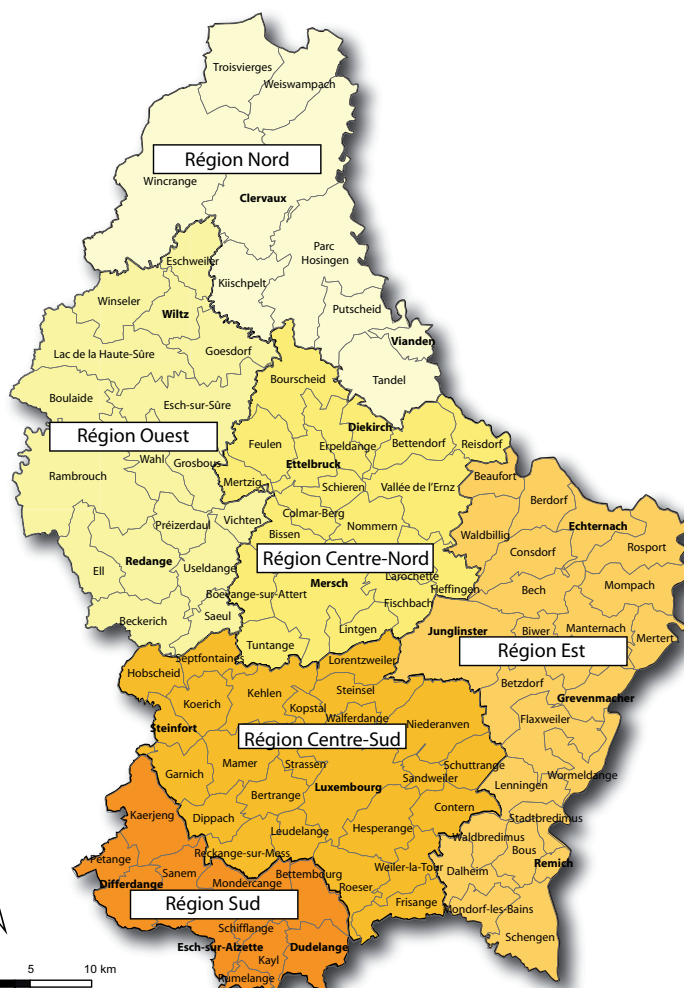 Troisvierges
Weiswampach
Région Nord
Wincrange
Clervaux
Parc
Hosingen
Eschweiler
Kiischpelt
Winseler
Wiltz
Putscheid
Vianden
Lac de la Haute-Sûre
Goesdorf
Tandel
Bourscheid
Boulaide
Esch-sur-Sûre
Diekirch
Région Ouest
Feulen
Erpeldange
Bettendorf
Reisdorf
Wahl
Grosbous
Ettelbruck
Rambrouch
Mertzig
Schieren
Vallée de l'Ernz
Beaufort
Berdorf
Préizerdaul
Vichten
Colmar-Berg
Nommern
Echternach
Bissen
Waldbillig
Consdorf
Rosport
Région Centre-Nord
Ell
Redange
Useldange
Mersch
Larochette
Heffingen
Bech
Mompach
Boevange-sur-Attert
Fischbach
Beckerich
Saeul
Lintgen
Junglinster
Biwer
Manternach
Mertert
Tuntange
Région Est
Septfontaines
Lorentzweiler
Hobscheid
Betzdorf
Koerich
Kehlen
Steinsel
Grevenmacher
Kopstal
Walferdange
Niederanven
Flaxweiler
Steinfort
Région Centre-Sud
Garnich
Mamer
Strassen
Schuttrange
Sandweiler
Wormeldange
Bertrange
Luxembourg
Lenningen
Contern
Kaerjeng
Dippach
Leudelange
Hesperange
Stadtbredimus
Waldbredimus
Bous
Pétange
Reckange-sur-Mess
Remich
Sanem
Bettembourg
Weiler-la-Tour
Dalheim
Differdange
Mondercange
Roeser
Frisange
Mondorf-les-Bains
Région Sud
Schifflange
Schengen
Esch-sur-Alzette
Dudelange
Kayl
Rumelange
5
10 km